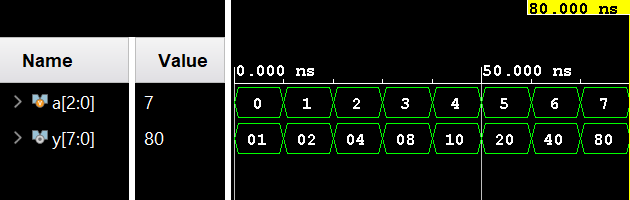 80.000 ns
Name Value
0.000 ns 50.000 ns
a[2:0] 7 0 1 2 3 4 5 6 7
y[7:0] 80 01 02 04 08 10 20 40 80